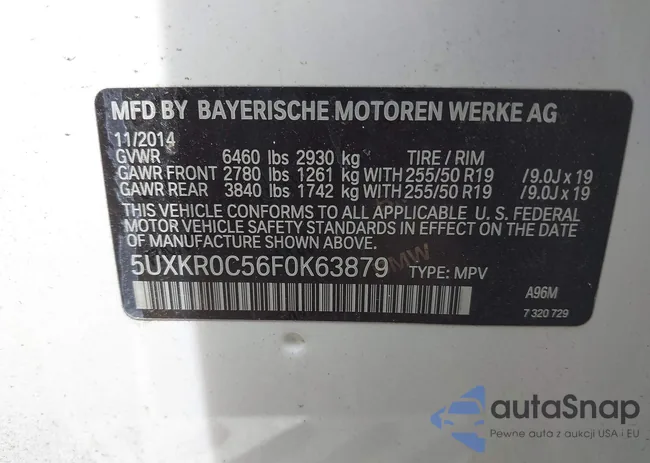 MFD BY BAYERISCHE MOTOREN WERKE AG
11/2014
GVWR 6460 lbs 2930 kg TIRE / RIM
GAWR FRONT 2780 lbs 1261 kg WITH 255/50 R19 /9.0J x 19
GAWR REAR 3840 lbs 1742 kg WITH 255/50 R19 /9.0J x 19
THIS VEHICLE CONFORMS TO ALL APPLICABLE U. S. FEDERAL
MOTOR VEHICLE SAFETY STANDARDS IN EFFECT ON THE
DATE OF MANUFACTURE SHOWN ABOVE.
5UXKR0C56F0K63879 BMW TYPE: MPV
A96M
7 320 729
autaSnap
Pewne auta z aukcji USA i EU